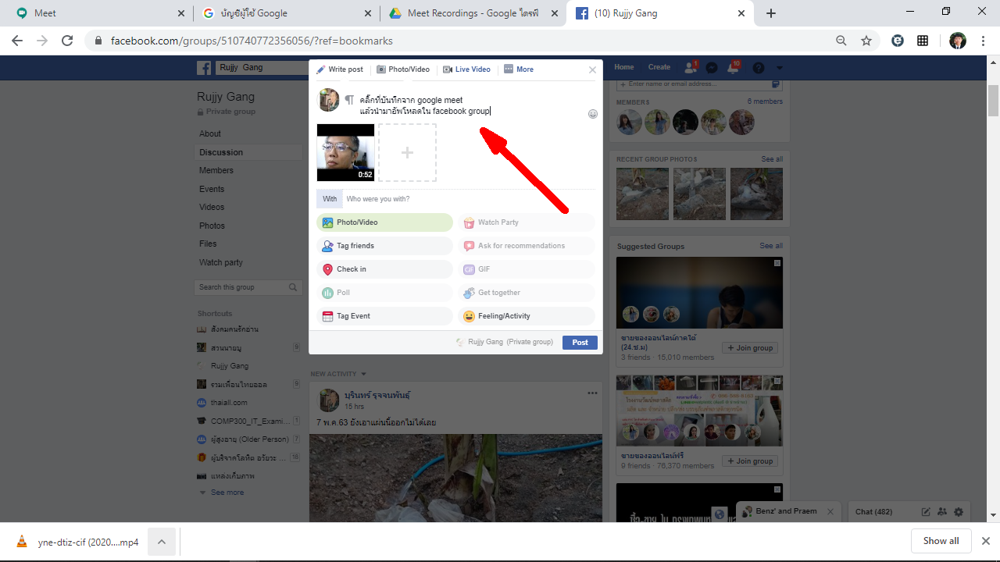 Meet
บัญชีผู้ใช้ Google
Meet Recordings - Google ไดรฟ์
(10) Rujjy Gang
facebook.com/groups/510740772356056/?ref=bookmarks
Rujjy Gang
Home
Create
1
10
Write post
Photo/Video
Live Video
More
คลิ๊กที่บันทึกจาก google meet
แล้วนำมาอัพโหลดใน facebook group
0:52
With
Who were you with?
Photo/Video
Watch Party
Tag friends
Ask for recommendations
Check in
GIF
Poll
Get together
Tag Event
Feeling/Activity
Rujjy Gang (Private group)
Post
Rujjy Gang
Private group
About
Discussion
Members
Events
Videos
Photos
Files
Watch party
Search this group
Shortcuts
สังคมคนรักอ่าน
สวนนายบู 9
Rujjy Gang
รวมเพื่อนไทยออล 9
thaiall.com
COMP300_IT_Exami... 1
ผู้สูงอายุ (Older Person) 7
ผู้บริจาคโลหิต อวัยวะ ... 16
แหล่งเก็บภาพ
See more
NEW ACTIVITY
บุรินทร์ รุจจนพันธุ์
15 hrs
7 พ.ค.63 ยังเอาแผ่นนี้ออกไม่ได้เลย
+ Enter name or email address...
MEMBERS
6 members
RECENT GROUP PHOTOS
See all
Suggested Groups
See all
ขายของออนไลน์ภาคใต้
(24.ช.ม)
+ Join group
3 friends · 15,010 members
ขายของออนไลน์ฟรี
+ Join group
9 friends · 76,370 members
Benz' and Praem
Chat (482)
yne-dtiz-cif (2020....mp4
Show all